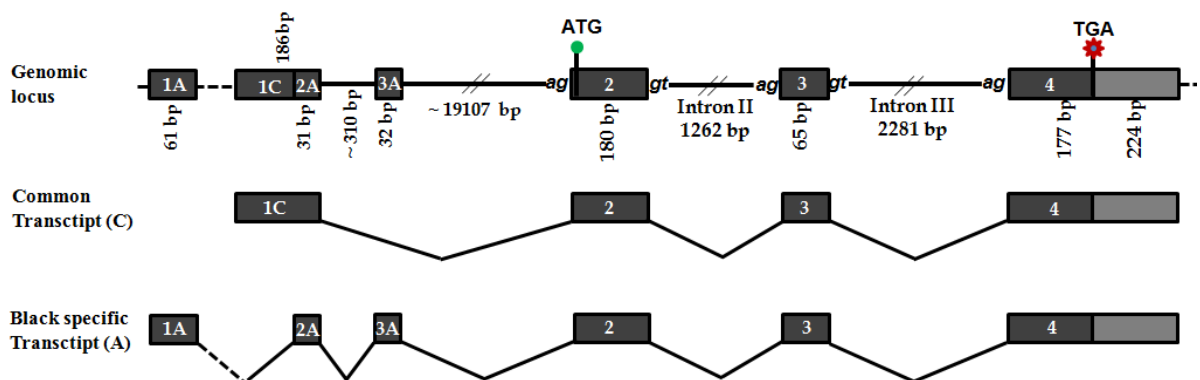 ATG
TGA
186 bp
Genomic
locus
1A
1C
2A
3A
ag
2
gt
ag
3
gt
ag
4
~ 19107 bp
Intron II
1262 bp
Intron III
2281 bp
61 bp
31 bp
~ 310 bp
32 bp
180 bp
65 bp
177 bp
224 bp
Common
Transctipt (C)
1C
2
3
4
Black specific
Transctipt (A)
1A
2A
3A
2
3
4